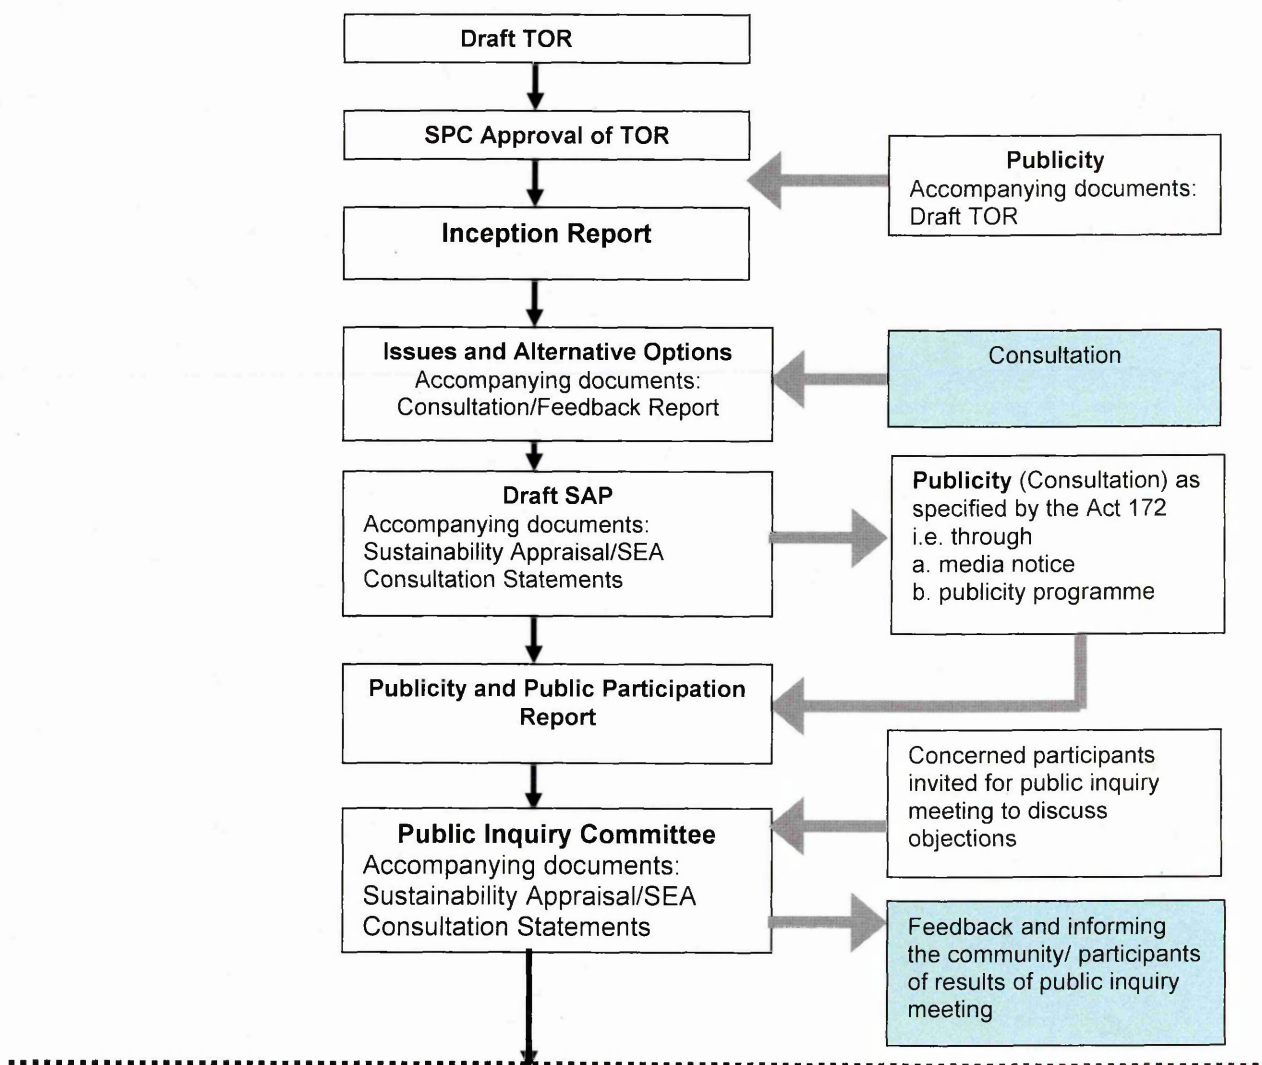 Draft TOR
SPC Approval of TOR
Publicity
Accompanying documents:
Draft TOR
Inception Report
Issues and Alternative Options
Accompanying documents:
Consultation/Feedback Report
Consultation
Draft SAP
Accompanying documents:
Sustainability Appraisal/SEA
Consultation Statements
Publicity (Consultation) as
specified by the Act 172
i.e. through
a. media notice
b. publicity programme
Publicity and Public Participation
Report
Concerned participants
invited for public inquiry
meeting to discuss
objections
Public Inquiry Committee
Accompanying documents:
Sustainability Appraisal/SEA
Consultation Statements
Feedback and informing
the community/ participants
of results of public inquiry
meeting